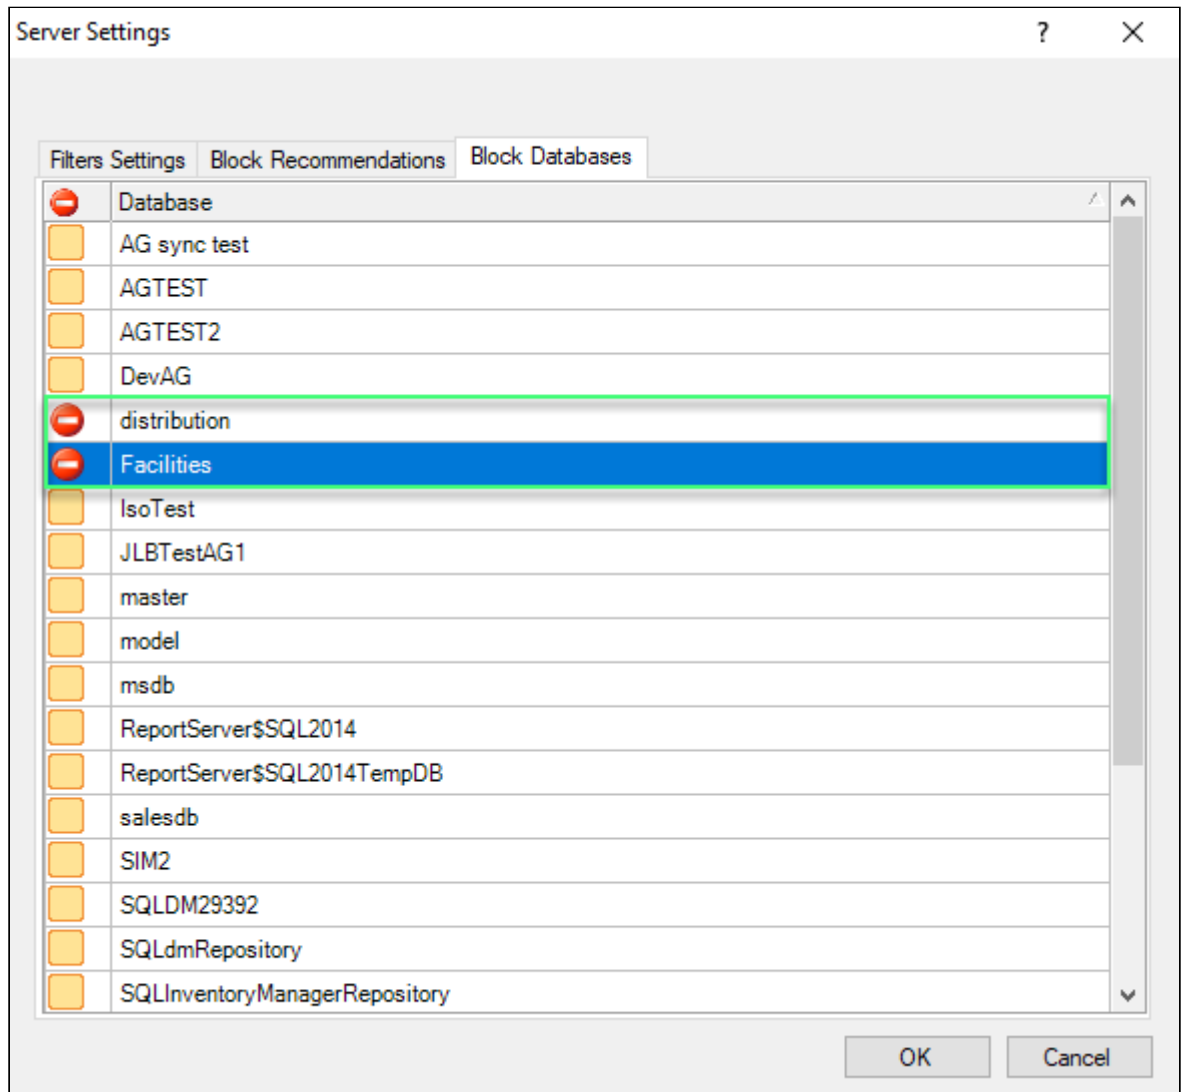 Server Settings ?
Filters Settings Block Recommendations Block Databases
Database
AG sync test
AGTEST
AGTEST2
DevAG
distribution
Facilities
IsoTest
JLBTestAG1
master
model
msdb
ReportServer$SQL2014
ReportServer$SQL2014TempDB
salesdb
SIM2
SQLDM29392
SQLdmRepository
SQLInventoryManagerRepository
OK Cancel